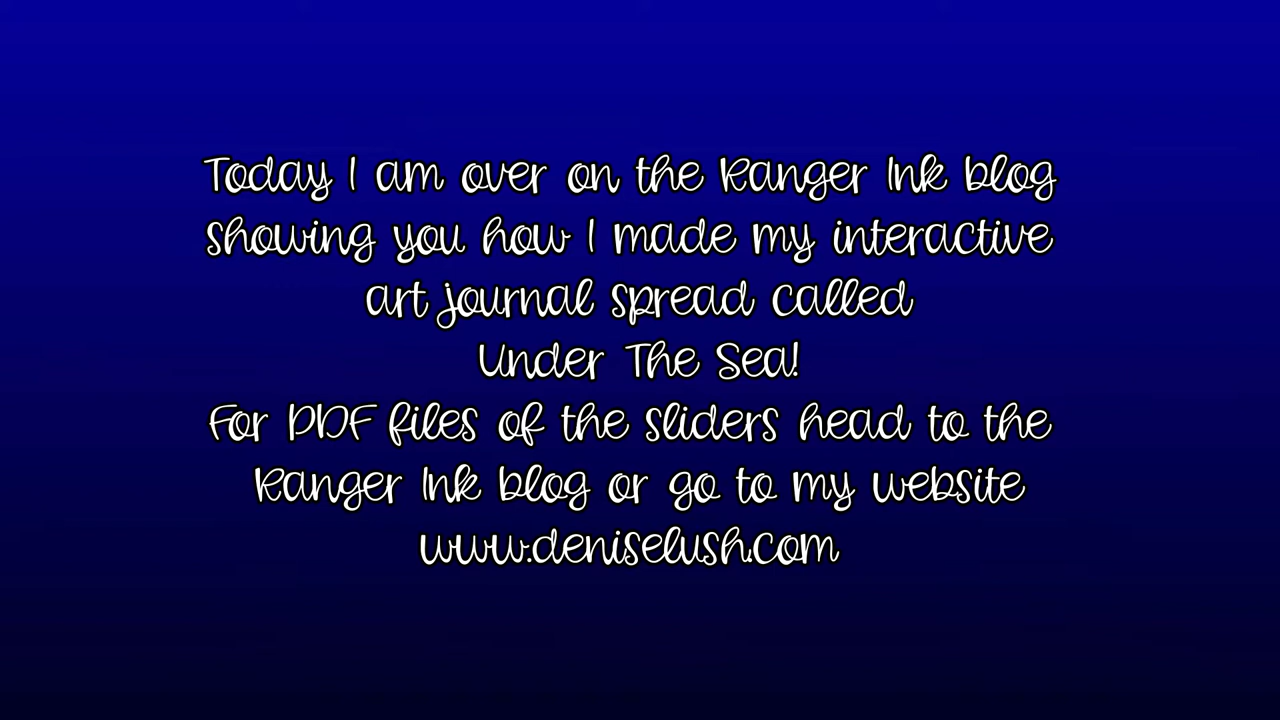 Today I am over on the Ranger Ink blog
showing you how I made my interactive
art journal spread called
Under The Sea!
For PDF files of the sliders head to the
Ranger Ink blog or go to my website
www.deniselush.com